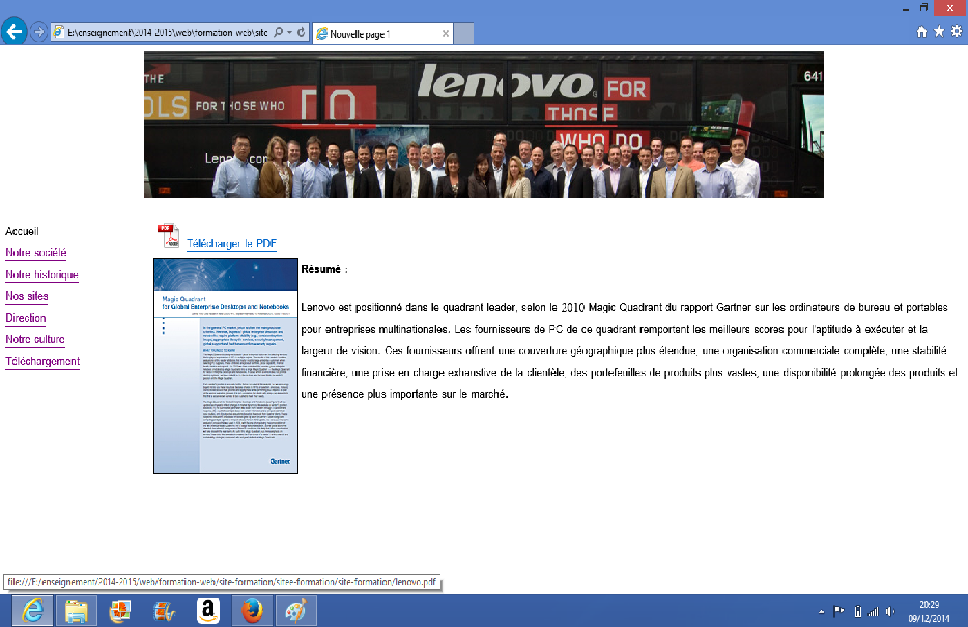 E:\enseignement\2014-2015\web\formation-web\site
Nouvelle page 1
THE
OLS
FOR THOSE WHO
DO
lenovo
FOR
THOSE
WHO DO
641
Accueil
Notre société
Notre historique
Nos sites
Direction
Notre culture
Téléchargement
PDF
Télécharger le PDF
Magic Quadrant
for Global Enterprise Desktops and Notebooks
Gartner
Résumé :
Lenovo est positionné dans le quadrant leader, selon le 2010 Magic Quadrant du rapport Gartner sur les ordinateurs de bureau et portables
pour entreprises multinationales. Les fournisseurs de PC de ce quadrant remportent les meilleurs scores pour l'aptitude à exécuter et la
largeur de vision. Ces fournisseurs offrent une couverture géographique plus étendue, une organisation commerciale complète, une stabilité
financière, une prise en charge exhaustive de la clientèle, des portefeuilles de produits plus vastes, une disponibilité prolongée des produits et
une présence plus importante sur le marché.
file:///E:/enseignement/2014-2015/web/formation-web/site-formation/sitee-formation/site-formation/lenovo.pdf
20:29
09/12/2014